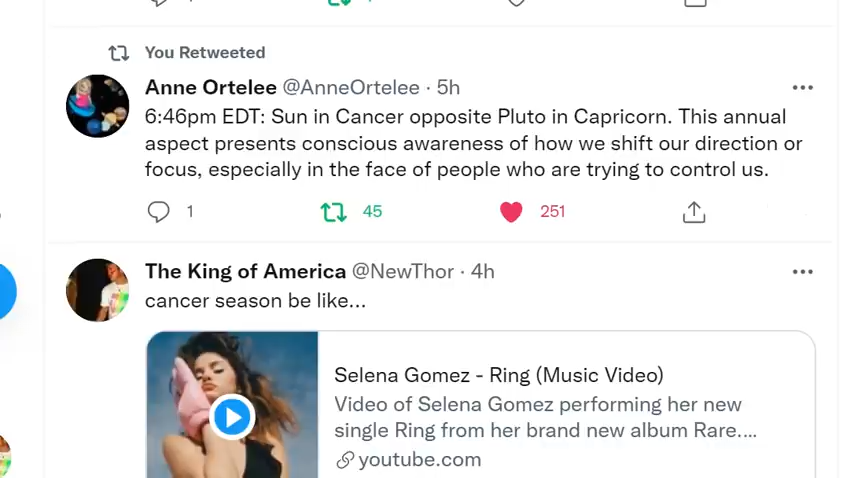 You Retweeted
Anne Ortelee @AnneOrtelee · 5h
6:46pm EDT: Sun in Cancer opposite Pluto in Capricorn. This annual
aspect presents conscious awareness of how we shift our direction or
focus, especially in the face of people who are trying to control us.
1 45 251
The King of America @NewThor · 4h
cancer season be like...
Selena Gomez - Ring (Music Video)
Video of Selena Gomez performing her new
single Ring from her brand new album Rare....
youtube.com